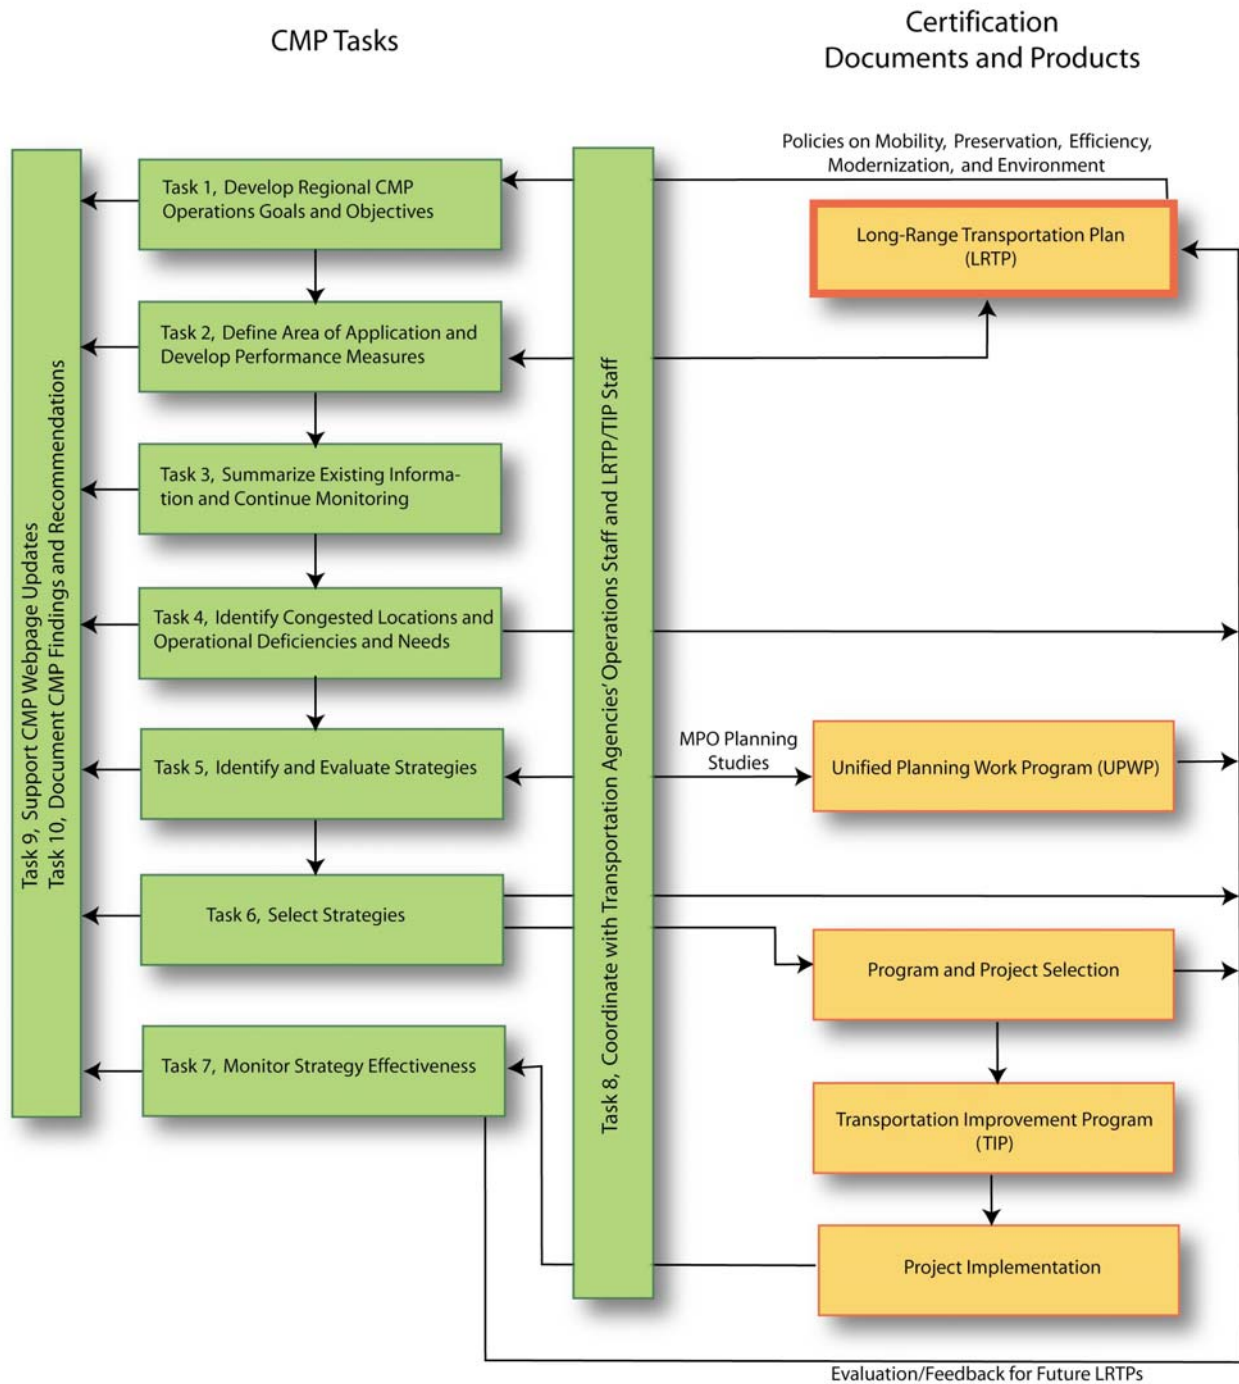 CMP Tasks
Certification
Documents and Products
Policies on Mobility, Preservation, Efficiency,
Modernization, and Environment
Task 1, Develop Regional CMP
Operations Goals and Objectives
Long-Range Transportation Plan
(LRTP)
Task 2, Define Area of Application and
Develop Performance Measures
Task 3, Summarize Existing Informa-
tion and Continue Monitoring
Task 4, Identify Congested Locations and
Operational Deficiencies and Needs
Task 5, Identify and Evaluate Strategies
MPO Planning
Studies
Unified Planning Work Program (UPWP)
Task 6, Select Strategies
Program and Project Selection
Task 7, Monitor Strategy Effectiveness
Transportation Improvement Program
(TIP)
Project Implementation
Task 9, Support CMP Webpage Updates
Task 10, Document CMP Findings and Recommendations
Task 8, Coordinate with Transportation Agencies' Operations Staff and LRTP/TIP Staff
Evaluation/Feedback for Future LRTPs